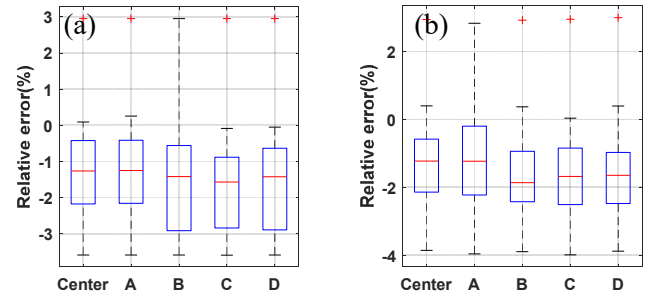 (a)
Relative error(%)
3
2
1
0
-1
-2
-3
Center A B C D
(b)
Relative error(%)
2
0
-2
-4
Center A B C D